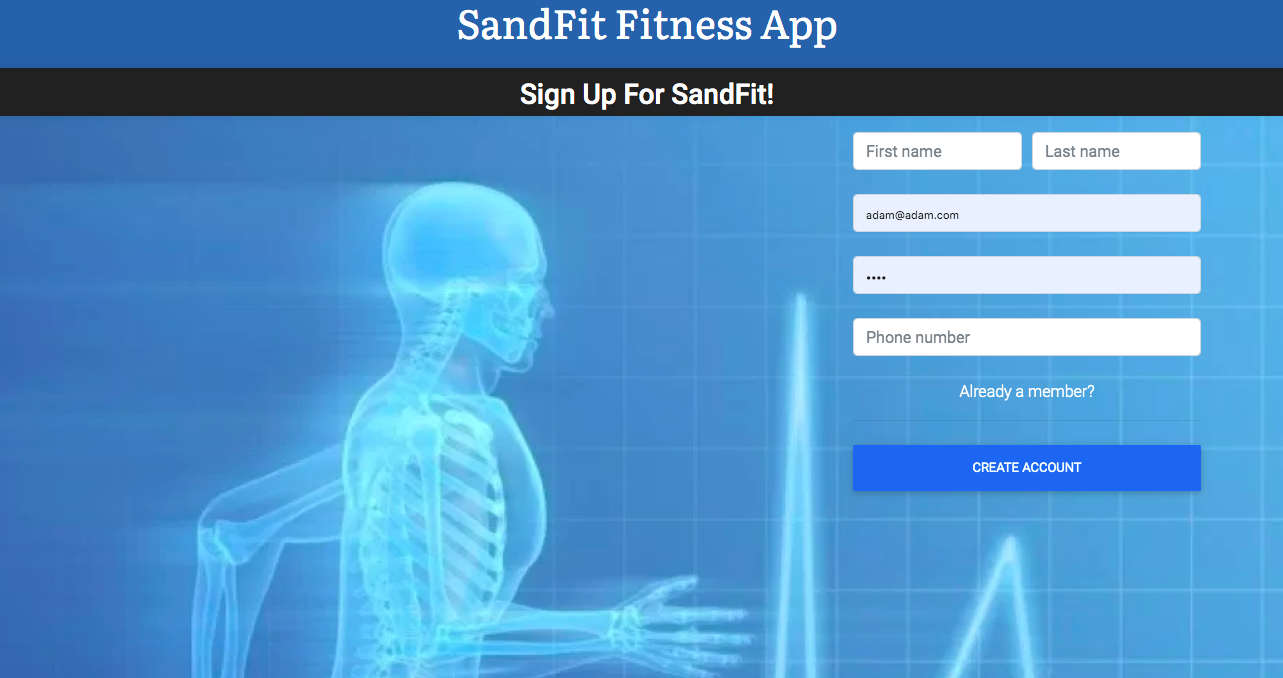 SandFit Fitness App
Sign Up For SandFit!
First name Last name
adam@adam.com
••••
Phone number
Already a member?
CREATE ACCOUNT